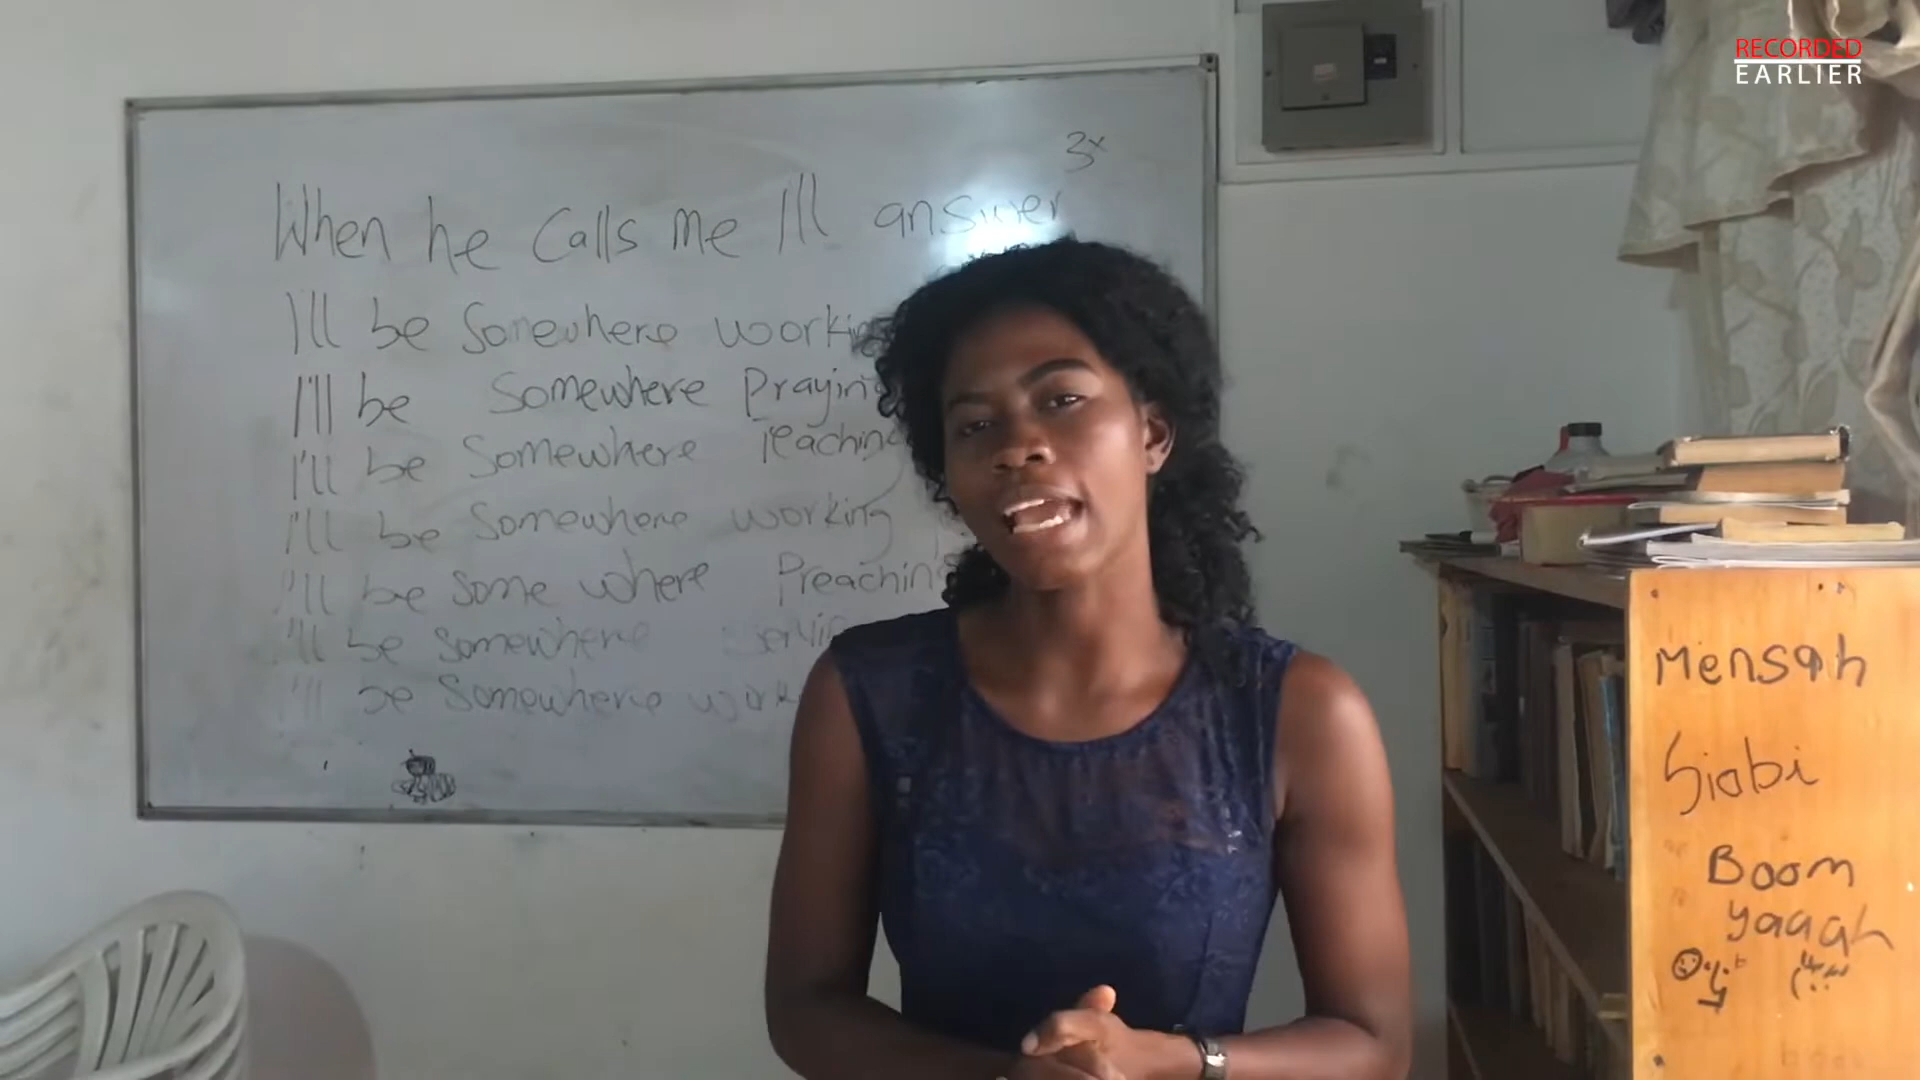 3x
When he calls me I'll answer
I'll be Somewhere working
I'll be Somewhere Praying
I'll be Somewhere Teaching
I'll be Somewhere working
I'll be some where Preaching
I'll be Somewhere
I'll be Somewhere work
RECORDED
EARLIER
Mensah
Siabi
Boom
yaaah